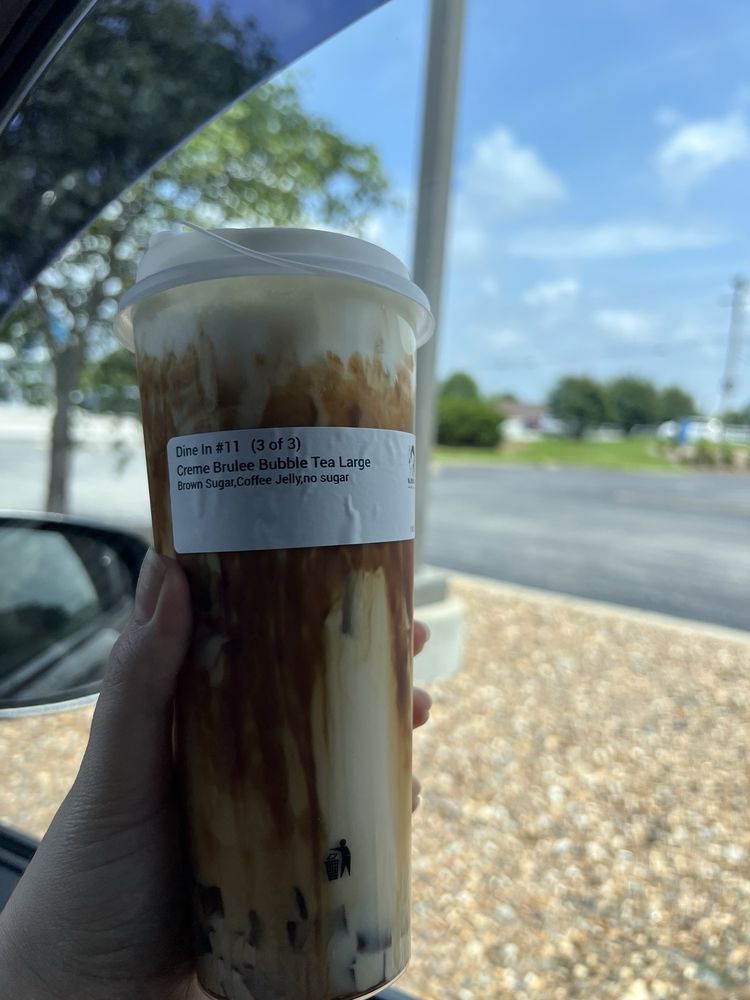 Dine In #11 (3 of 3)
Creme Brulee Bubble Tea Large
Brown Sugar,Coffee Jelly,no sugar